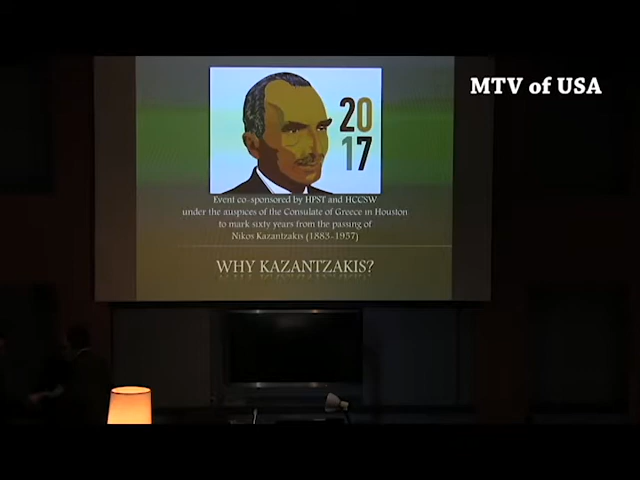 MTV of USA
20
17
Event co-sponsored by HPST and HCCSW
under the auspices of the Consulate of Greece in Houston
to mark sixty years from the passing of
Nikos Kazantzakis (1883-1957)
WHY KAZANTZAKIS?